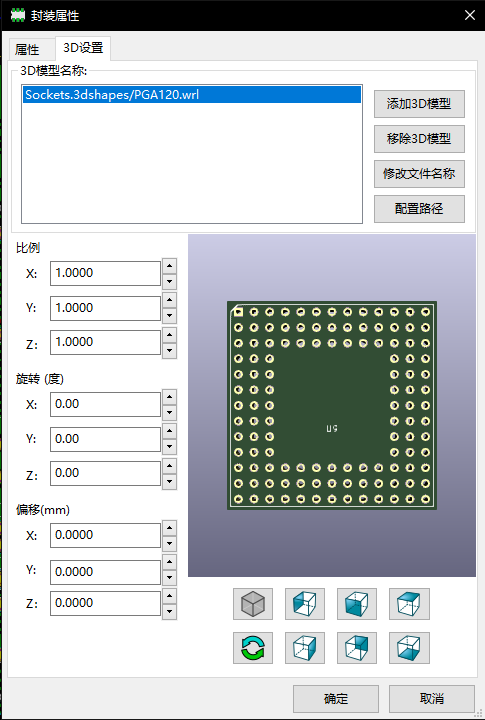 封装属性
属性
3D设置
3D模型名称:
Sockets.3dshapes/PGA120.wrl
添加3D模型
移除3D模型
修改文件名称
配置路径
比例
X: 1.0000
Y: 1.0000
Z: 1.0000
旋转 (度)
X: 0.00
Y: 0.00
Z: 0.00
偏移(mm)
X: 0.0000
Y: 0.0000
Z: 0.0000
确定
取消